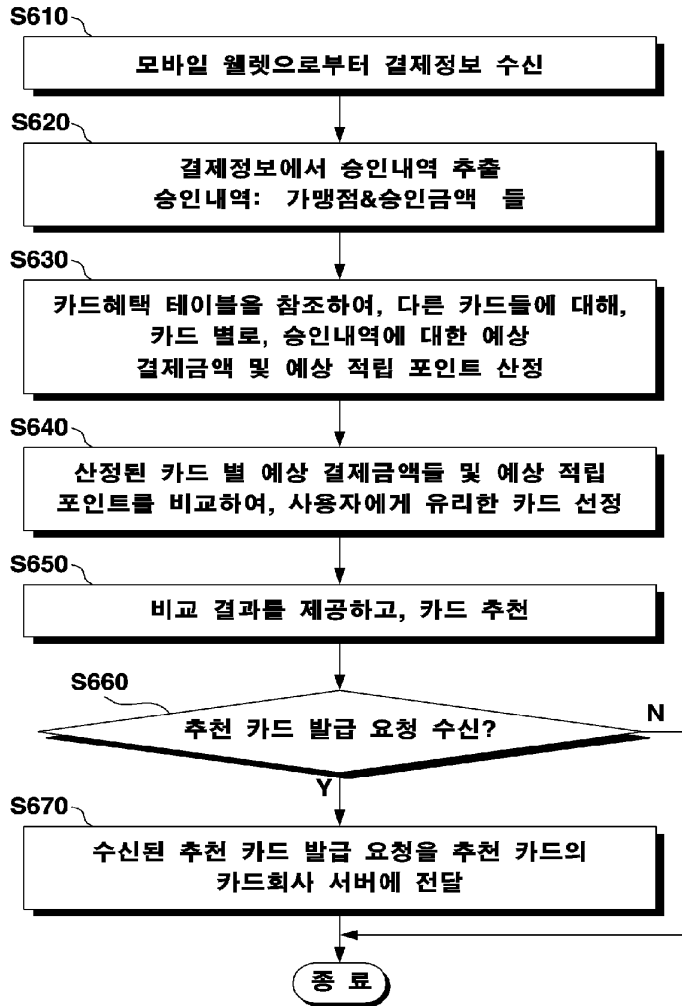 S610
모바일 웰렛으로부터 결제정보 수신
S620
결제정보에서 승인내역 추출
승인내역: 가맹점&승인금액 들
S630
카드혜택 테이블을 참조하여, 다른 카드들에 대해,
카드 별로, 승인내역에 대한 예상
결제금액 및 예상 적립 포인트 산정
S640
산정된 카드 별 예상 결제금액들 및 예상 적립
포인트를 비교하여, 사용자에게 유리한 카드 선정
S650
비교 결과를 제공하고, 카드 추천
S660
추천 카드 발급 요청 수신?
N
Y
S670
수신된 추천 카드 발급 요청을 추천 카드의
카드회사 서버에 전달
종 료